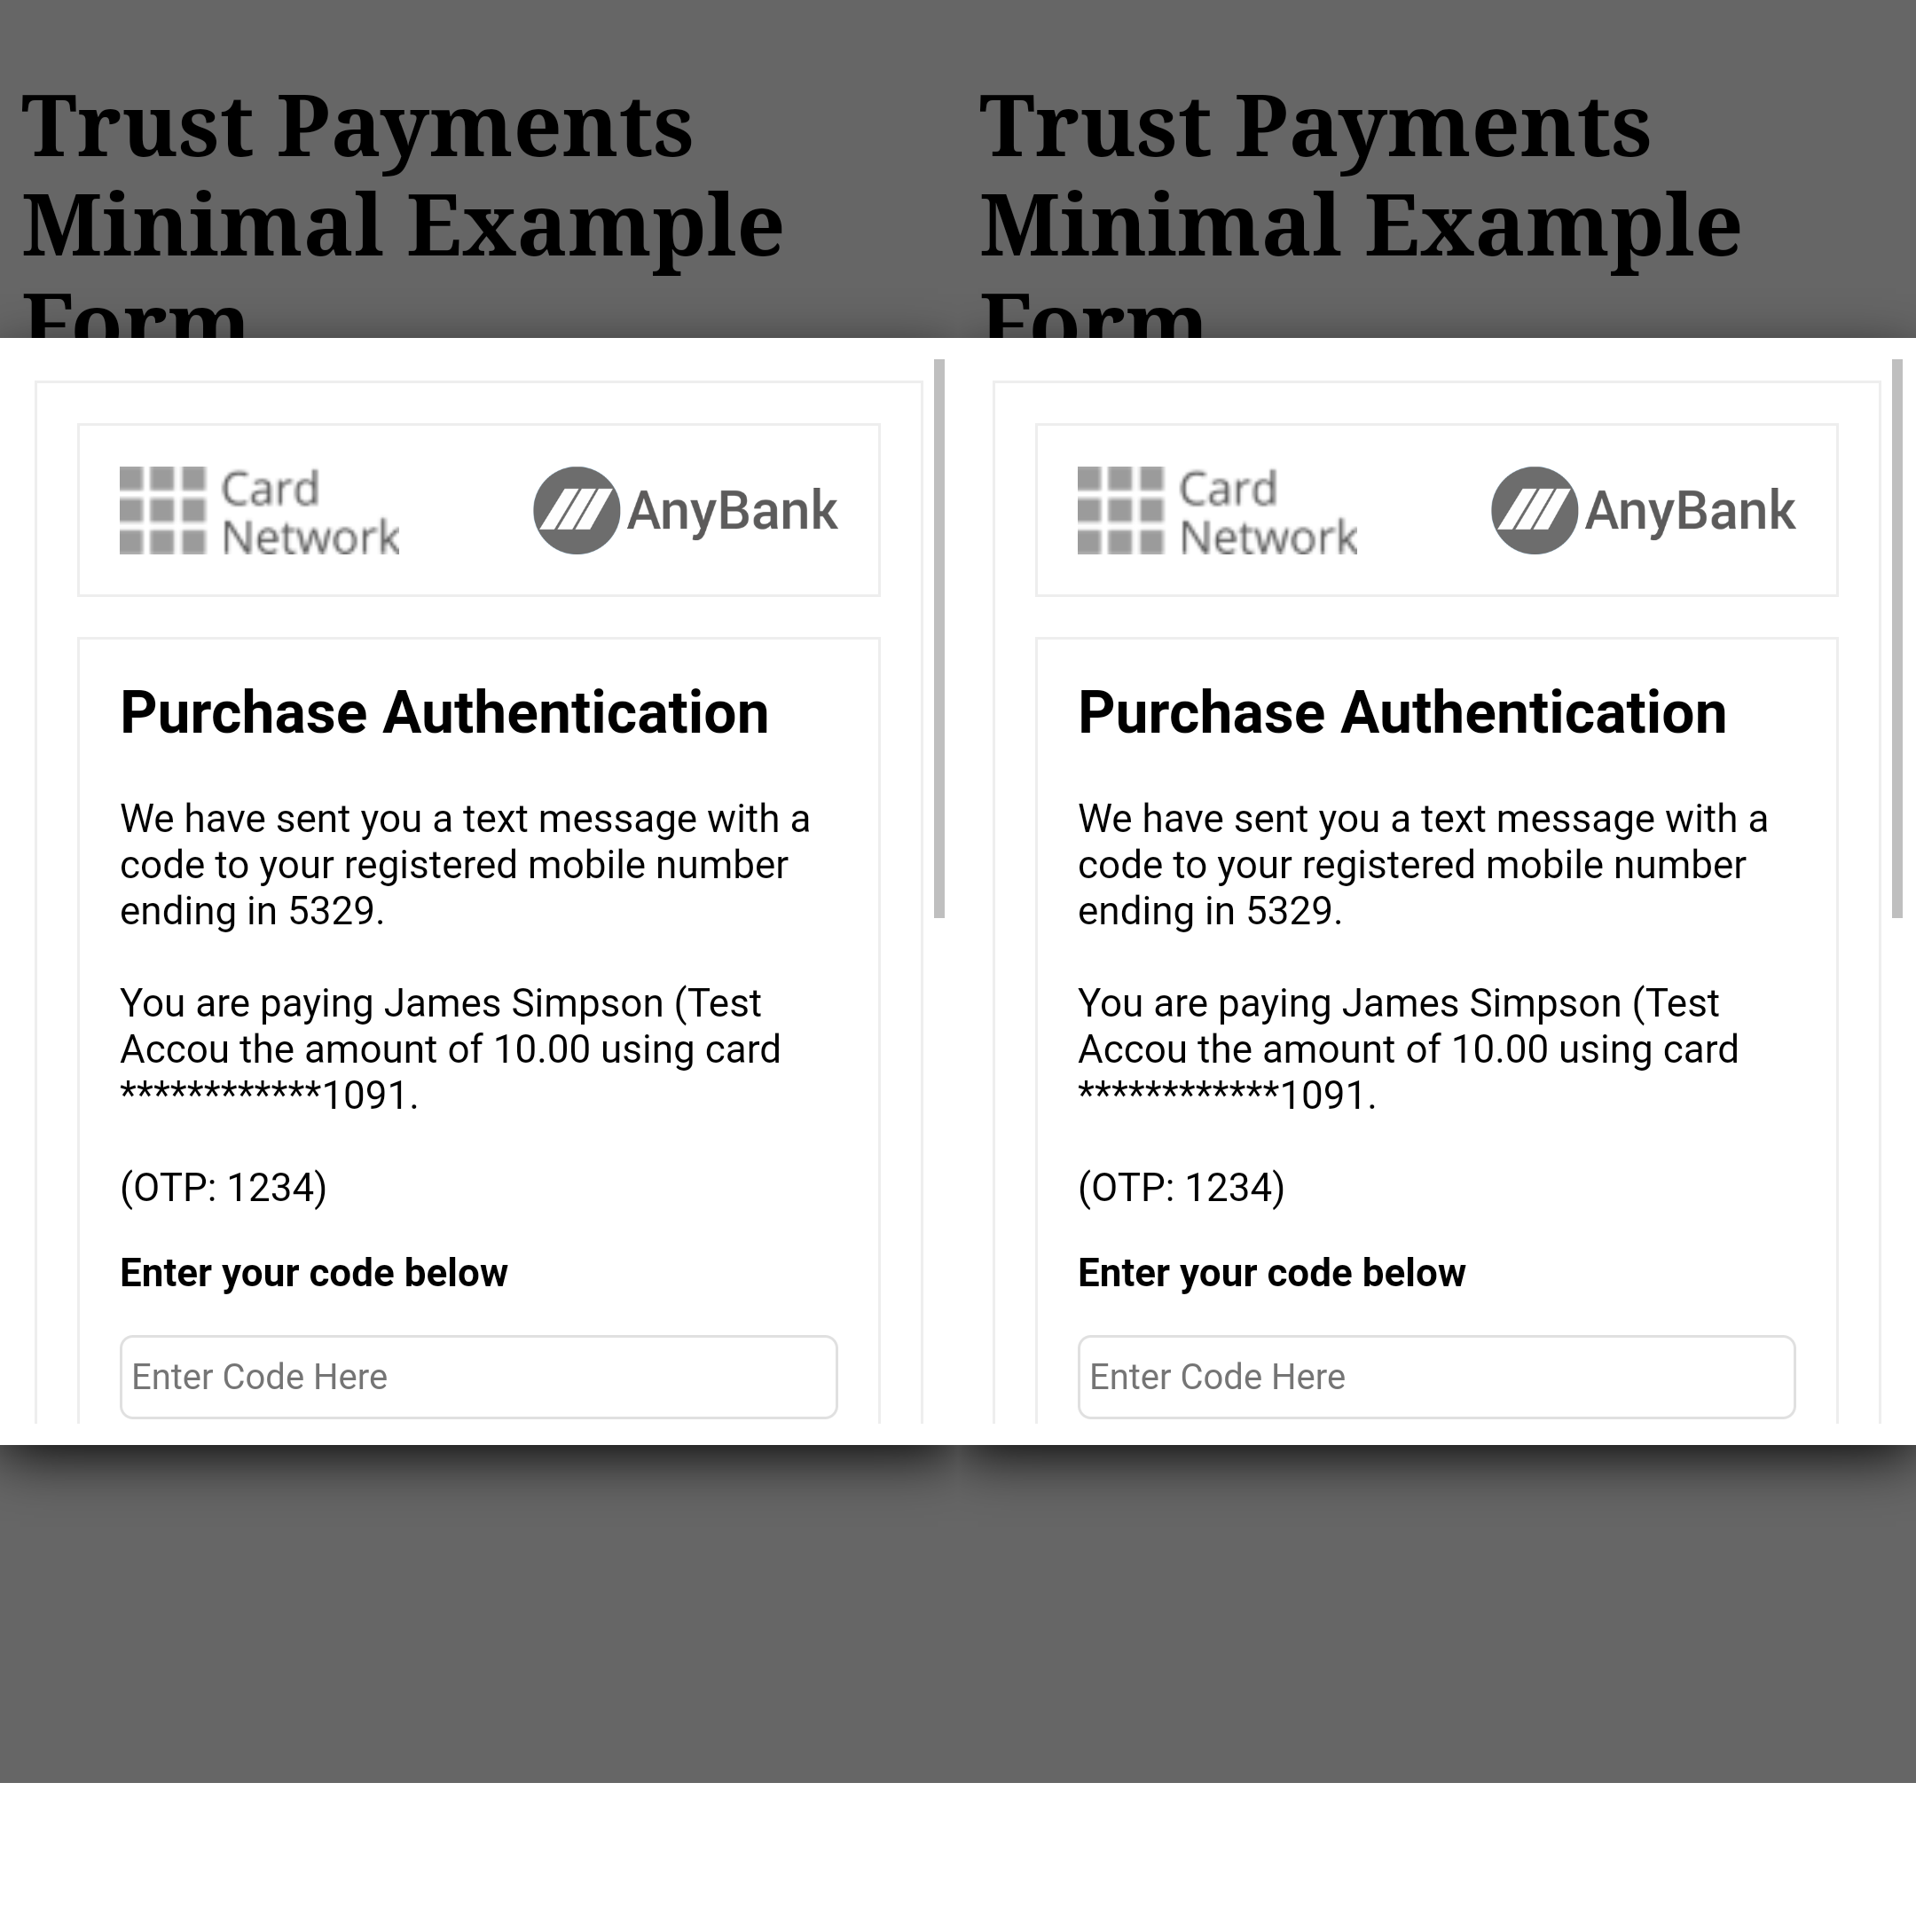 Trust Payments
Minimal Example
Form
Card
Network
AnyBank
Purchase Authentication
We have sent you a text message with a
code to your registered mobile number
ending in 5329.
You are paying James Simpson (Test
Accou the amount of 10.00 using card
************1091.
(OTP: 1234)
Enter your code below
Enter Code Here
Trust Payments
Minimal Example
Form
Card
Network
AnyBank
Purchase Authentication
We have sent you a text message with a
code to your registered mobile number
ending in 5329.
You are paying James Simpson (Test
Accou the amount of 10.00 using card
************1091.
(OTP: 1234)
Enter your code below
Enter Code Here